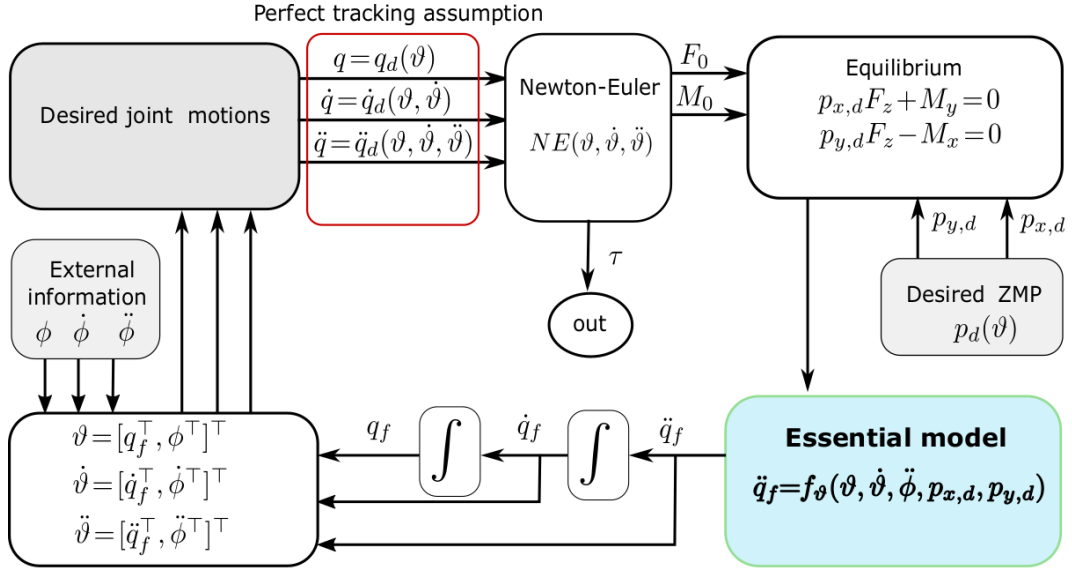 Perfect tracking assumption
Desired joint motions
q=q_d(ϑ)
q̇=q̇_d(ϑ, ϑ̇)
q̈=q̈_d(ϑ, ϑ̇, ϑ̈)
Newton-Euler
NE(ϑ, ϑ̇, ϑ̈)
F_0
M_0
Equilibrium
p_{x,d}F_z+M_y=0
p_{y,d}F_z−M_x=0
p_{y,d}
p_{x,d}
Desired ZMP
p_d(ϑ)
τ
out
External
information
ϕ ϕ̇ ϕ̈
ϑ=[q_f^⊤, ϕ^⊤]^⊤
ϑ̇=[q̇_f^⊤, ϕ̇^⊤]^⊤
ϑ̈=[q̈_f^⊤, ϕ̈^⊤]^⊤
q_f
∫
q̇_f
∫
q̈_f
Essential model
q̈_f=f_ϑ(ϑ, ϑ̇, ϕ̈, p_{x,d}, p_{y,d})